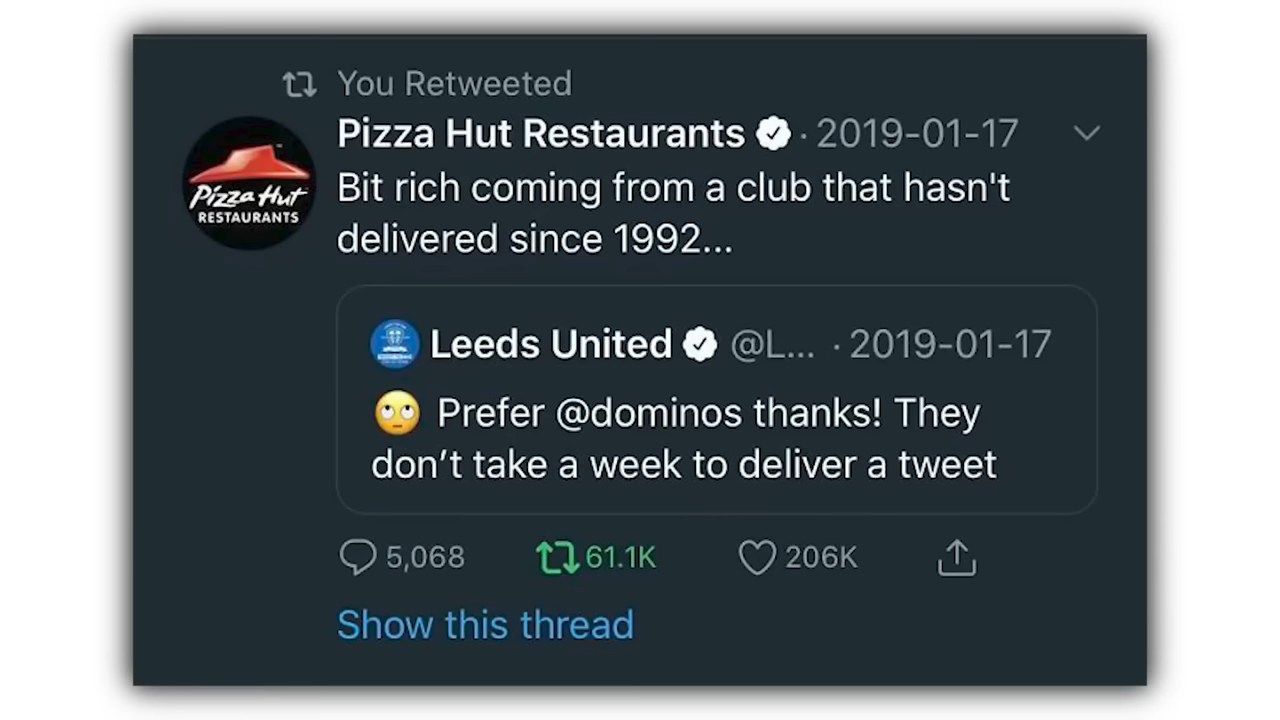 You Retweeted
Pizza Hut Restaurants · 2019-01-17
Pizza Hut
RESTAURANTS
Bit rich coming from a club that hasn't
delivered since 1992...
Leeds United @L... · 2019-01-17
🙄 Prefer @dominos thanks! They
don’t take a week to deliver a tweet
5,068 61.1K 206K
Show this thread